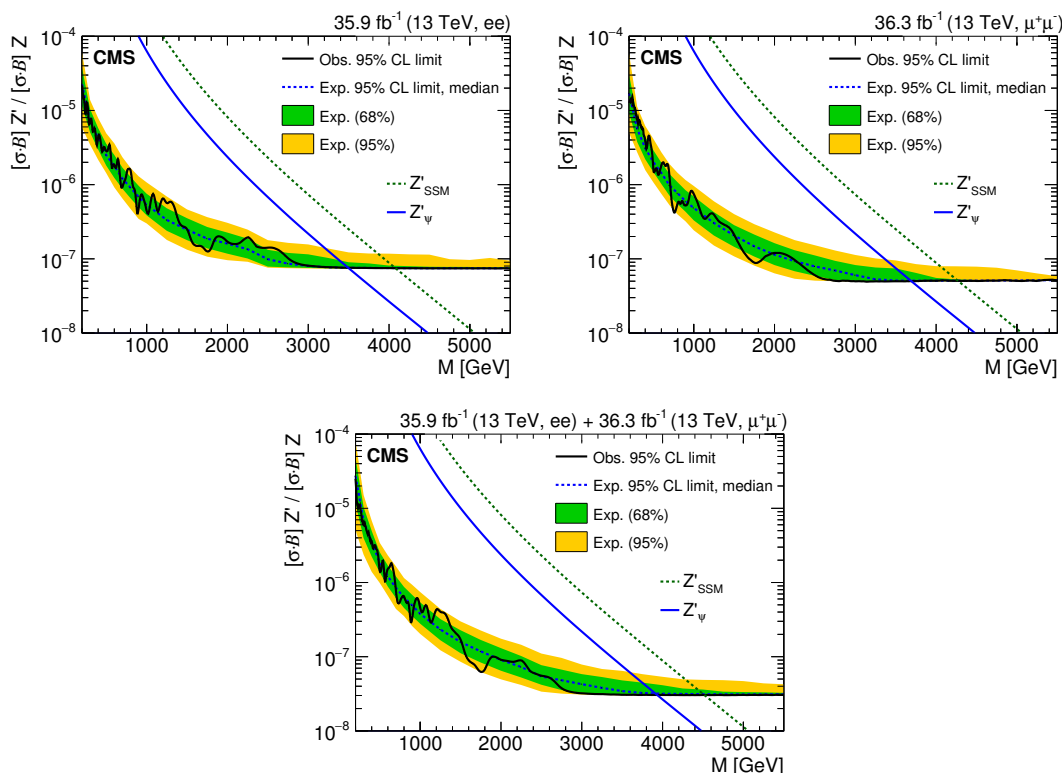 35.9 fb⁻¹ (13 TeV, ee)
CMS
Obs. 95% CL limit
Exp. 95% CL limit, median
Exp. (68%)
Exp. (95%)
Z'SSM
Z'ψ
[σ·B] Z' / [σ·B] Z
10⁻⁴
10⁻⁵
10⁻⁶
10⁻⁷
10⁻⁸
1000 2000 3000 4000 5000
M [GeV]
36.3 fb⁻¹ (13 TeV, μ⁺μ⁻)
CMS
Obs. 95% CL limit
Exp. 95% CL limit, median
Exp. (68%)
Exp. (95%)
Z'SSM
Z'ψ
[σ·B] Z' / [σ·B] Z
10⁻⁴
10⁻⁵
10⁻⁶
10⁻⁷
10⁻⁸
1000 2000 3000 4000 5000
M [GeV]
35.9 fb⁻¹ (13 TeV, ee) + 36.3 fb⁻¹ (13 TeV, μ⁺μ⁻)
CMS
Obs. 95% CL limit
Exp. 95% CL limit, median
Exp. (68%)
Exp. (95%)
Z'SSM
Z'ψ
[σ·B] Z' / [σ·B] Z
10⁻⁴
10⁻⁵
10⁻⁶
10⁻⁷
10⁻⁸
1000 2000 3000 4000 5000
M [GeV]